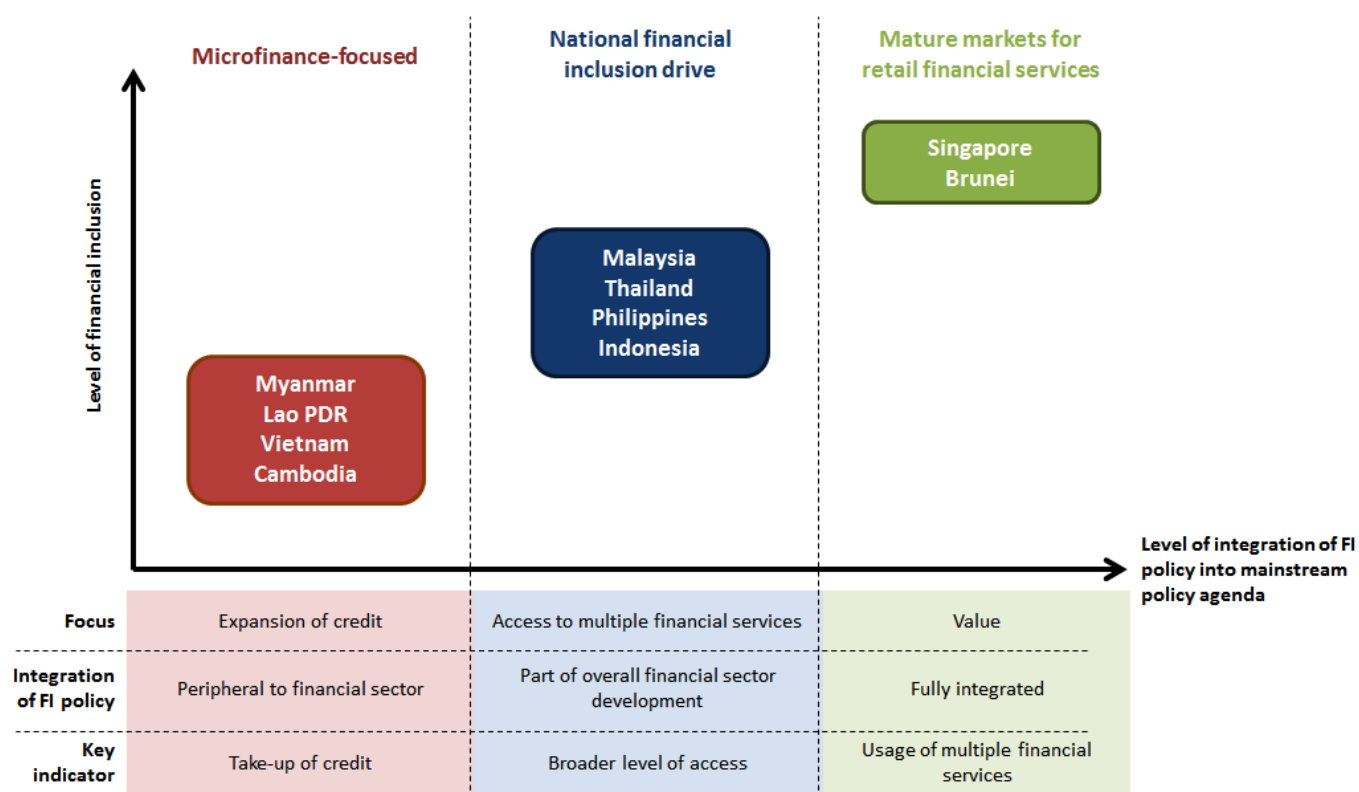 Microfinance-focused
National financial
inclusion drive
Mature markets for
retail financial services
Level of financial inclusion
Singapore
Brunei
Malaysia
Thailand
Philippines
Indonesia
Myanmar
Lao PDR
Vietnam
Cambodia
Level of integration of FI
policy into mainstream
policy agenda
Focus
Expansion of credit
Access to multiple financial services
Value
Integration
of FI policy
Peripheral to financial sector
Part of overall financial sector
development
Fully integrated
Key
indicator
Take-up of credit
Broader level of access
Usage of multiple financial
services